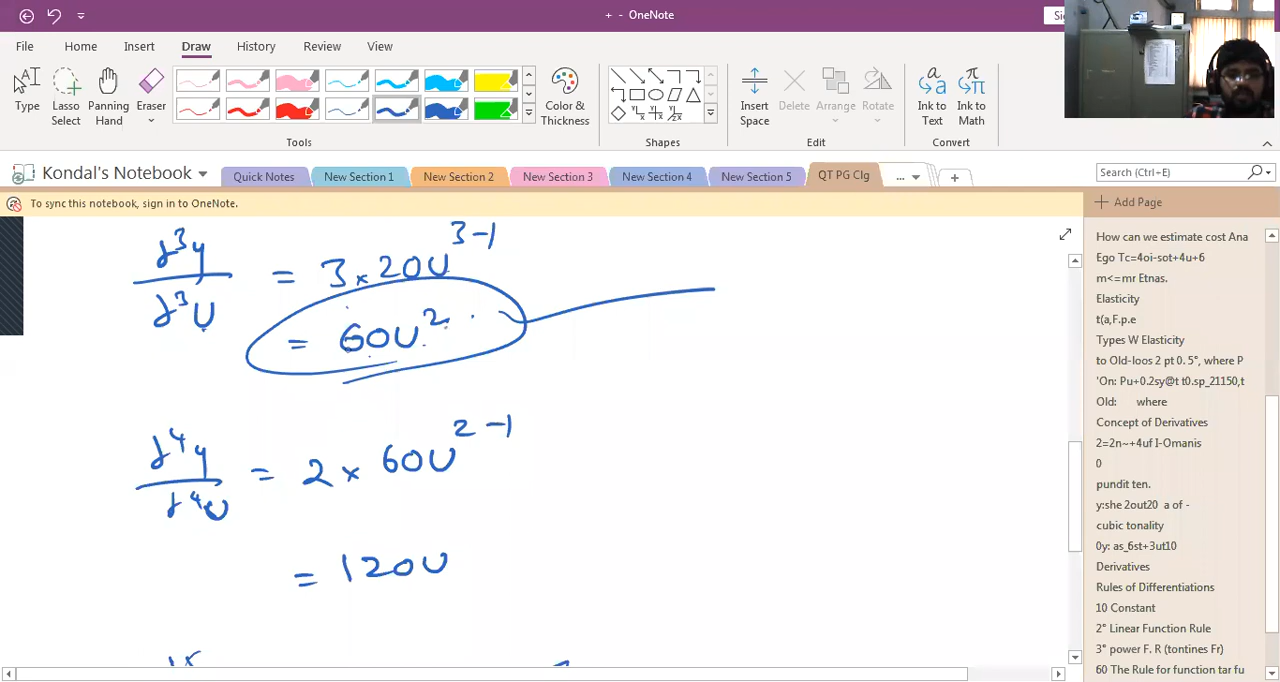 + - OneNote
File Home Insert Draw History Review View
Type
Lasso Select
Panning Hand
Eraser
Color & Thickness
Insert Space
Delete
Arrange
Rotate
Ink to Text
Ink to Math
Tools Shapes Edit Convert
Kondal's Notebook Quick Notes New Section 1 New Section 2 New Section 3 New Section 4 New Section 5 QT PG Clg ... + Search (Ctrl+E)
To sync this notebook, sign in to OneNote.
Add Page
How can we estimate cost Ana
Ego Tc=4oi-sot+4u+6
m<=mr Etnas.
Elasticity
t(a,F.p.e
Types W Elasticity
to Old-loos 2 pt 0. 5°, where P
'On: Pu+0.2sy@t t0.sp_21150,t
Old: where
Concept of Derivatives
2=2n~+4uf I-Omanis
0
pundit ten.
y:she 2out20 a of -
cubic tonality
0y: as_6st+3ut10
Derivatives
Rules of Differentiations
10 Constant
2° Linear Function Rule
3° power F. R (tontines Fr)
60 The Rule for function tar fu
d³y/d³U = 3 × 20U³⁻¹
= 60U²
d⁴y/d⁴U = 2 × 60U²⁻¹
= 120U